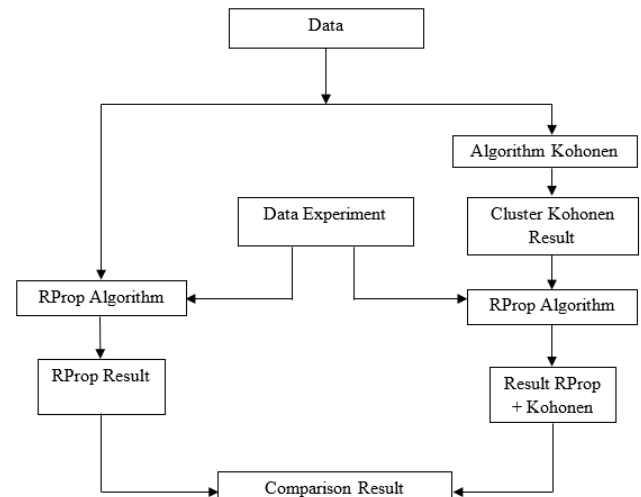 Data
Algorithm Kohonen
Data Experiment
Cluster Kohonen
Result
RProp Algorithm
RProp Algorithm
RProp Result
Result RProp
+ Kohonen
Comparison Result